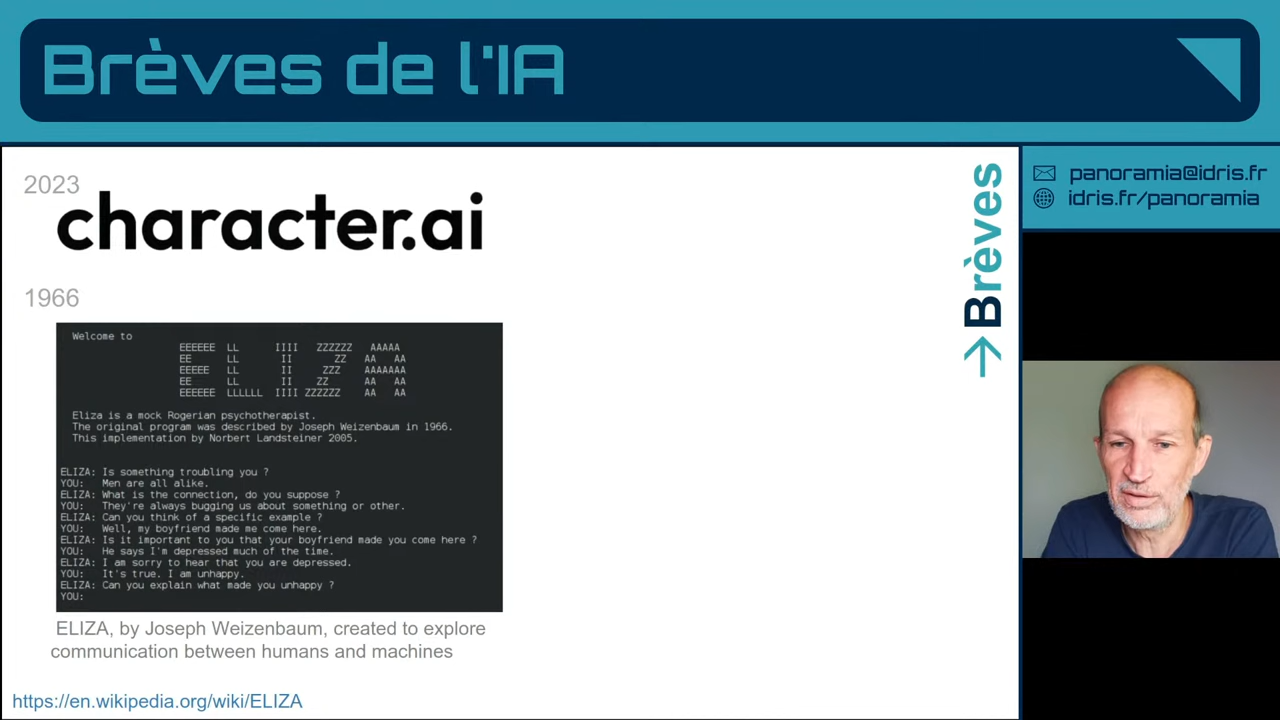 Brèves de l'IA
panoramia@idris.fr
idris.fr/panoramia
→Brèves
2023
character.ai
1966
Welcome to
EEEEEE LL IIII ZZZZZZ AAAAA
EE LL II ZZ AA AA
EEEEE LL II ZZZ AAAAAAA
EE LL II ZZ AA AA
EEEEEE LLLLLL IIII ZZZZZZ AA AA
Eliza is a mock Rogerian psychotherapist.
The original program was described by Joseph Weizenbaum in 1966.
This implementation by Norbert Landsteiner 2005.
ELIZA: Is something troubling you ?
YOU: Men are all alike.
ELIZA: What is the connection, do you suppose ?
YOU: They're always bugging us about something or other.
ELIZA: Can you think of a specific example ?
YOU: Well, my boyfriend made me come here.
ELIZA: Is it important to you that your boyfriend made you come here ?
YOU: He says I'm depressed much of the time.
ELIZA: I am sorry to hear that you are depressed.
YOU: It's true. I am unhappy.
ELIZA: Can you explain what made you unhappy ?
YOU:
ELIZA, by Joseph Weizenbaum, created to explore
communication between humans and machines
https://en.wikipedia.org/wiki/ELIZA